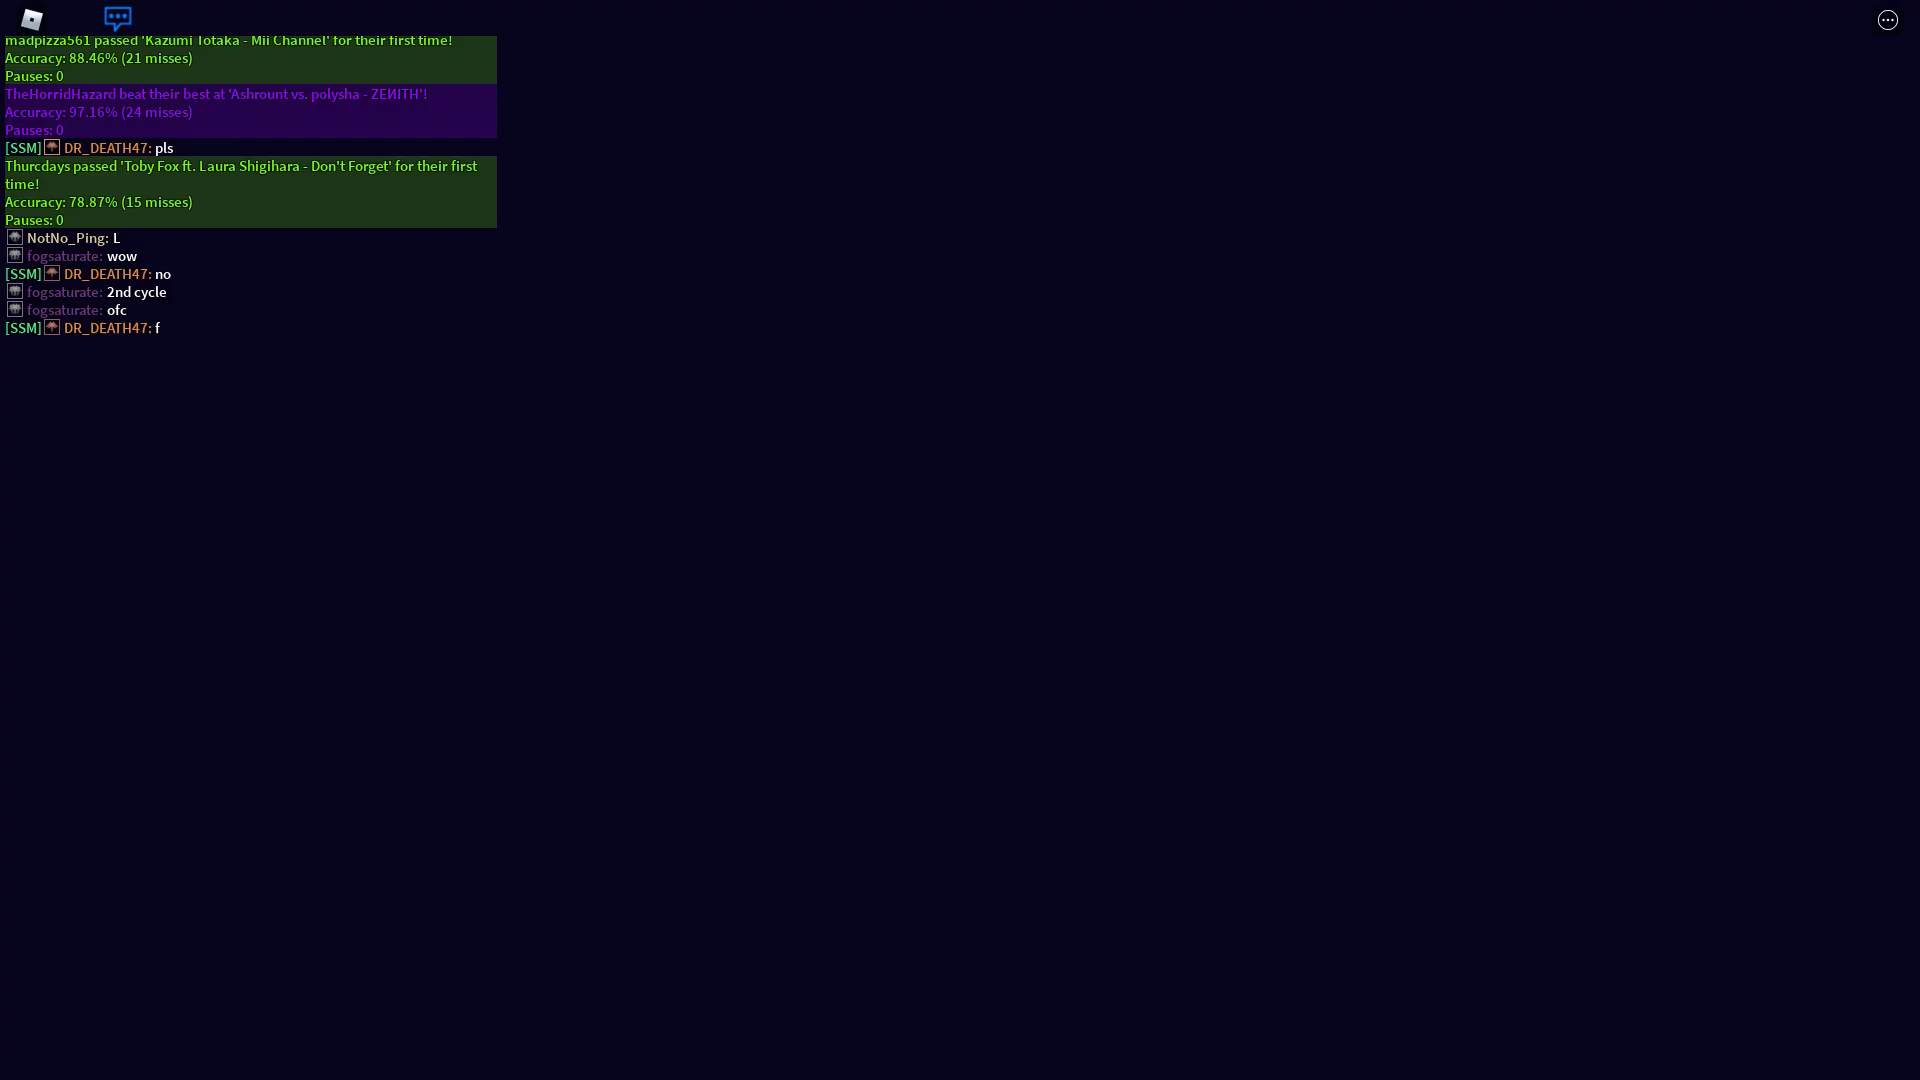 madpizza561 passed 'Kazumi Totaka - Mii Channel' for their first time!
Accuracy: 88.46% (21 misses)
Pauses: 0
TheHorridHazard beat their best at 'Ashrount vs. polysha - ZEИITH'!
Accuracy: 97.16% (24 misses)
Pauses: 0
[SSM] DR_DEATH47: pls
Thurcdays passed 'Toby Fox ft. Laura Shigihara - Don't Forget' for their first
time!
Accuracy: 78.87% (15 misses)
Pauses: 0
NotNo_Ping: L
fogsaturate: wow
[SSM] DR_DEATH47: no
fogsaturate: 2nd cycle
fogsaturate: ofc
[SSM] DR_DEATH47: f